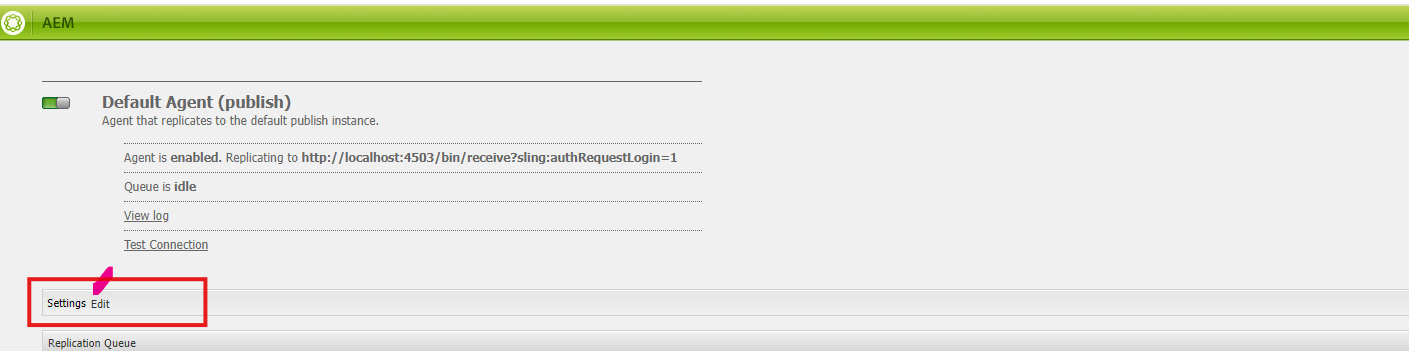 AEM
Default Agent (publish)
Agent that replicates to the default publish instance.
Agent is enabled. Replicating to http://localhost:4503/bin/receive?sling:authRequestLogin=1
Queue is idle
View log
Test Connection
Settings Edit
Replication Queue